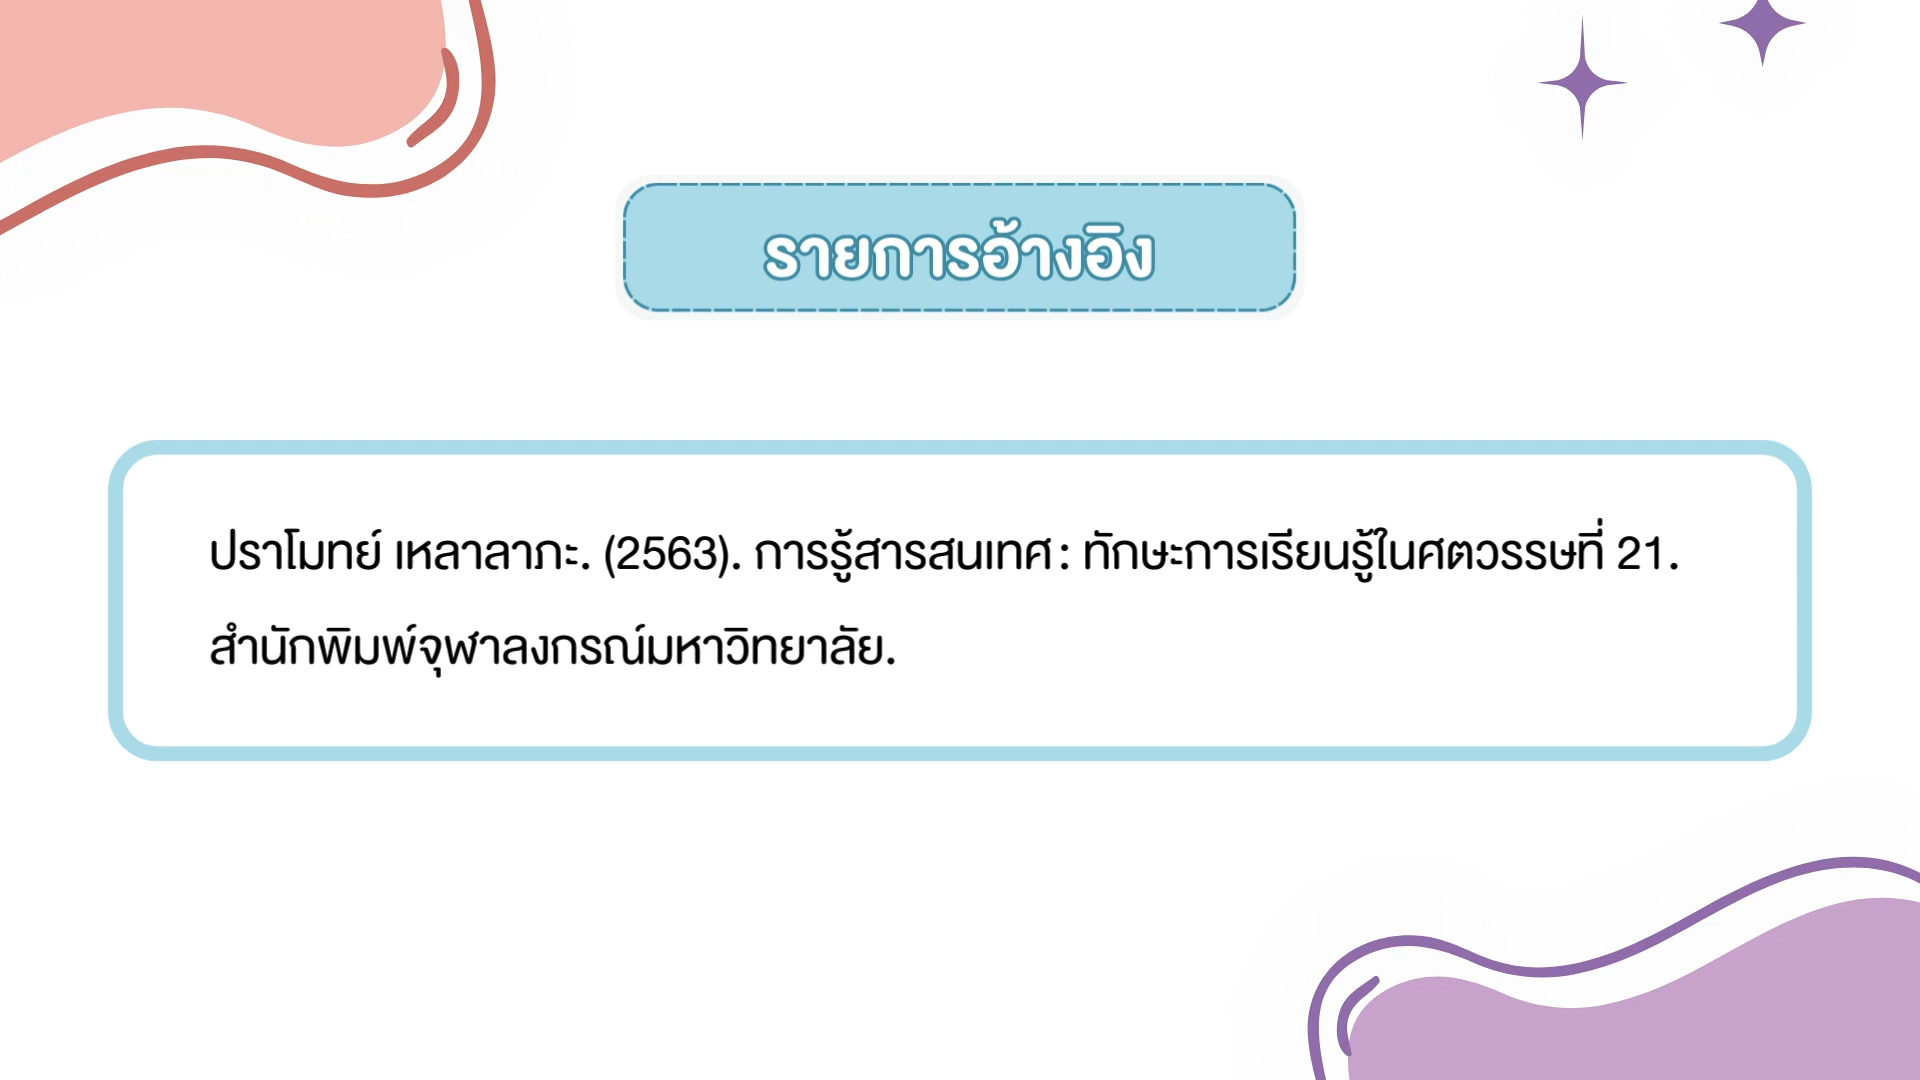 รายการอ้างอิง
ปราโมทย์ เหลาลาภะ. (2563). การรู้สารสนเทศ: ทักษะการเรียนรู้ในศตวรรษที่ 21.
สำนักพิมพ์จุฬาลงกรณ์มหาวิทยาลัย.